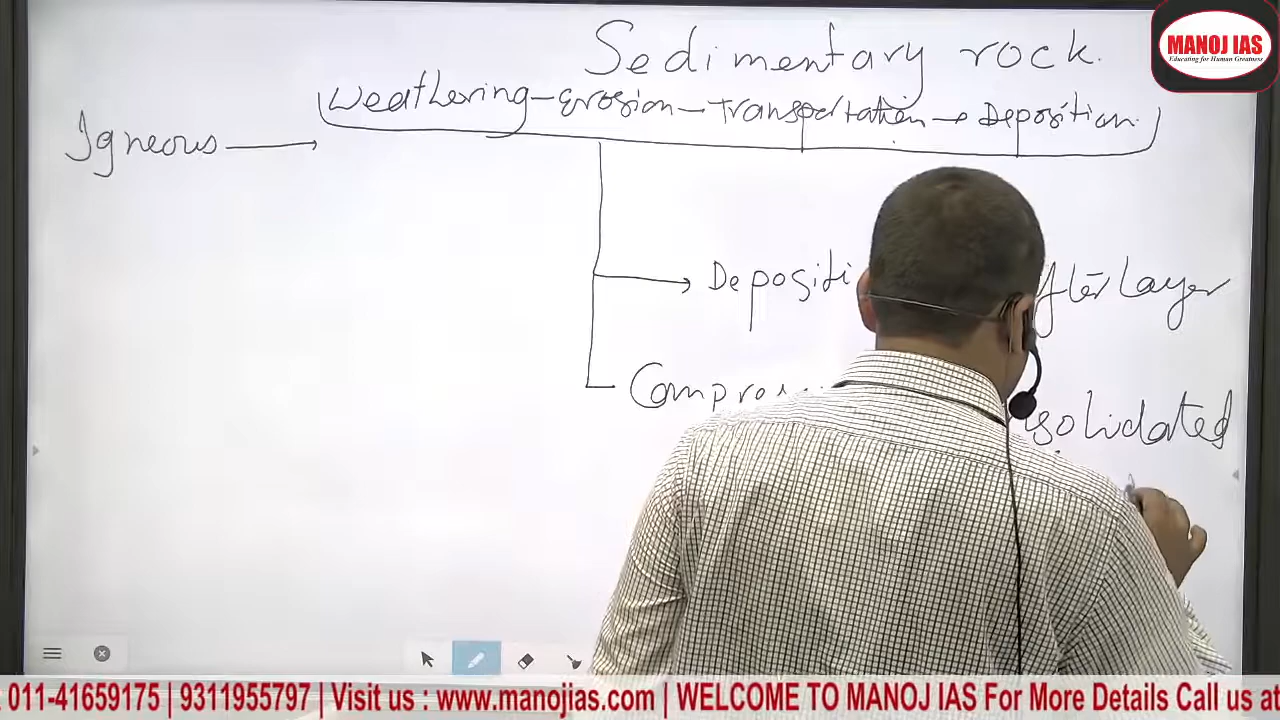 Sedimentary rock.
MANOJ IAS
Educating for Human Greatness
Weathering – Erosion – Transportation → Deposition.
Igneous →
→ Depositi After Layer
Compre solidated
011-41659175 | 9311955797 | Visit us : www.manojias.com | WELCOME TO MANOJ IAS For More Details Call us at